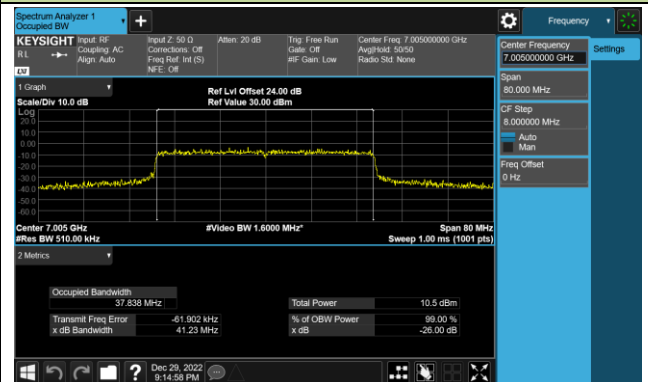 Spectrum Analyzer 1
Occupied BW
+
Frequency
KEYSIGHT
RL
Input: RF
Coupling: AC
Align: Auto
Input Z: 50 Ω
Corrections: Off
Freq Ref: Int (S)
NFE: Off
Atten: 20 dB
Trig: Free Run
Gate: Off
#IF Gain: Low
Center Freq: 7.005000000 GHz
Avg|Hold: 50/50
Radio Std: None
Center Frequency
7.005000000 GHz
Settings
Span
80.000 MHz
CF Step
8.000000 MHz
Auto
Man
Freq Offset
0 Hz
1 Graph
Scale/Div 10.0 dB
Ref Lvl Offset 24.00 dB
Ref Value 30.00 dBm
Log
20.0
10.0
0.00
-10.0
-20.0
-30.0
-40.0
-50.0
-60.0
Center 7.005 GHz
#Video BW 1.6000 MHz*
Span 80 MHz
#Res BW 510.00 kHz
Sweep 1.00 ms (1001 pts)
2 Metrics
Occupied Bandwidth
37.838 MHz
Total Power 10.5 dBm
Transmit Freq Error -61.902 kHz
% of OBW Power 99.00 %
x dB Bandwidth 41.23 MHz
x dB -26.00 dB
?
Dec 29, 2022
9:14:58 PM